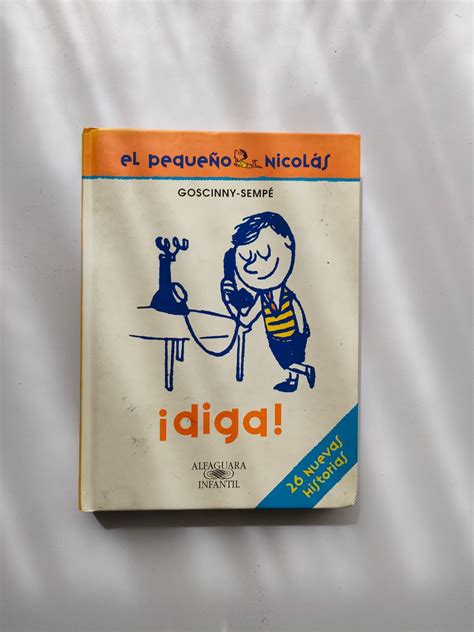 el pequeño Nicolás
GOSCINNY-SEMPÉ
¡diga!
26 Nuevas
Historias
ALFAGUARA
INFANTIL